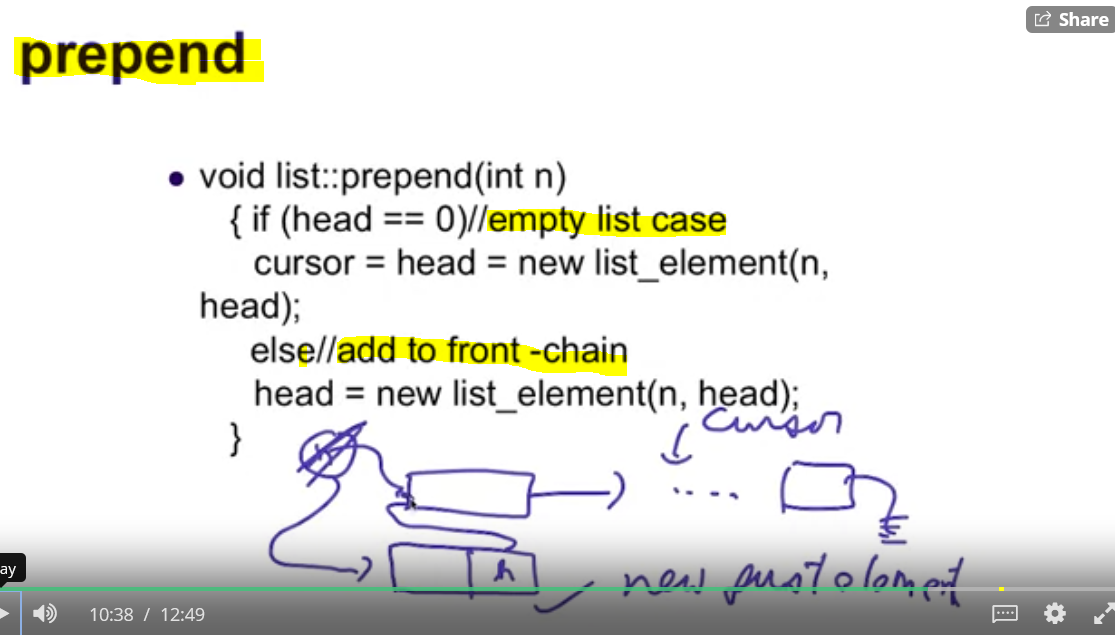 Share
prepend
• void list::prepend(int n)
{ if (head == 0)//empty list case
cursor = head = new list_element(n,
head);
else//add to front -chain
head = new list_element(n, head);
}
cursor
h
h
new first element
ay
10:38 / 12:49